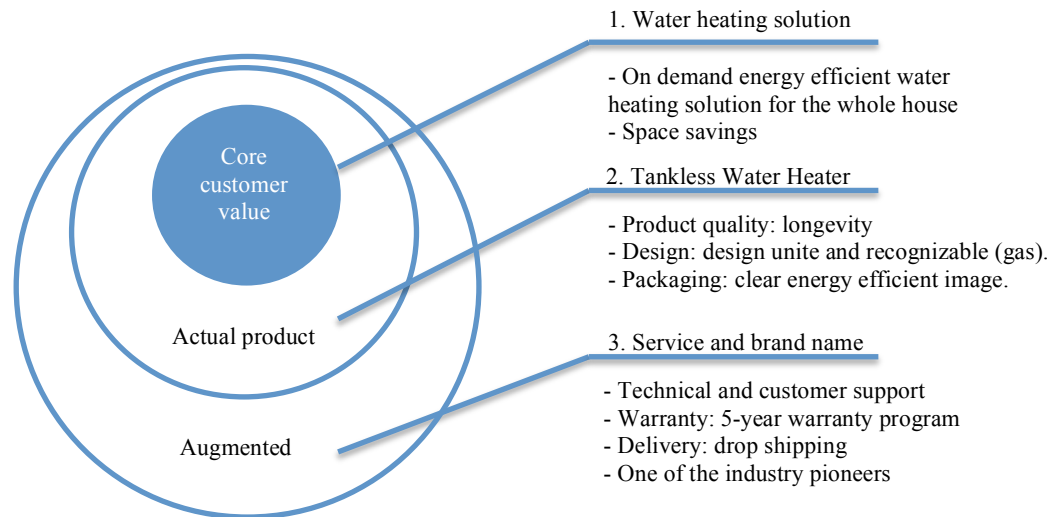 1. Water heating solution
- On demand energy efficient water
heating solution for the whole house
- Space savings
Core
customer
value
2. Tankless Water Heater
- Product quality: longevity
- Design: design unite and recognizable (gas).
- Packaging: clear energy efficient image.
Actual product
3. Service and brand name
- Technical and customer support
- Warranty: 5-year warranty program
- Delivery: drop shipping
- One of the industry pioneers
Augmented